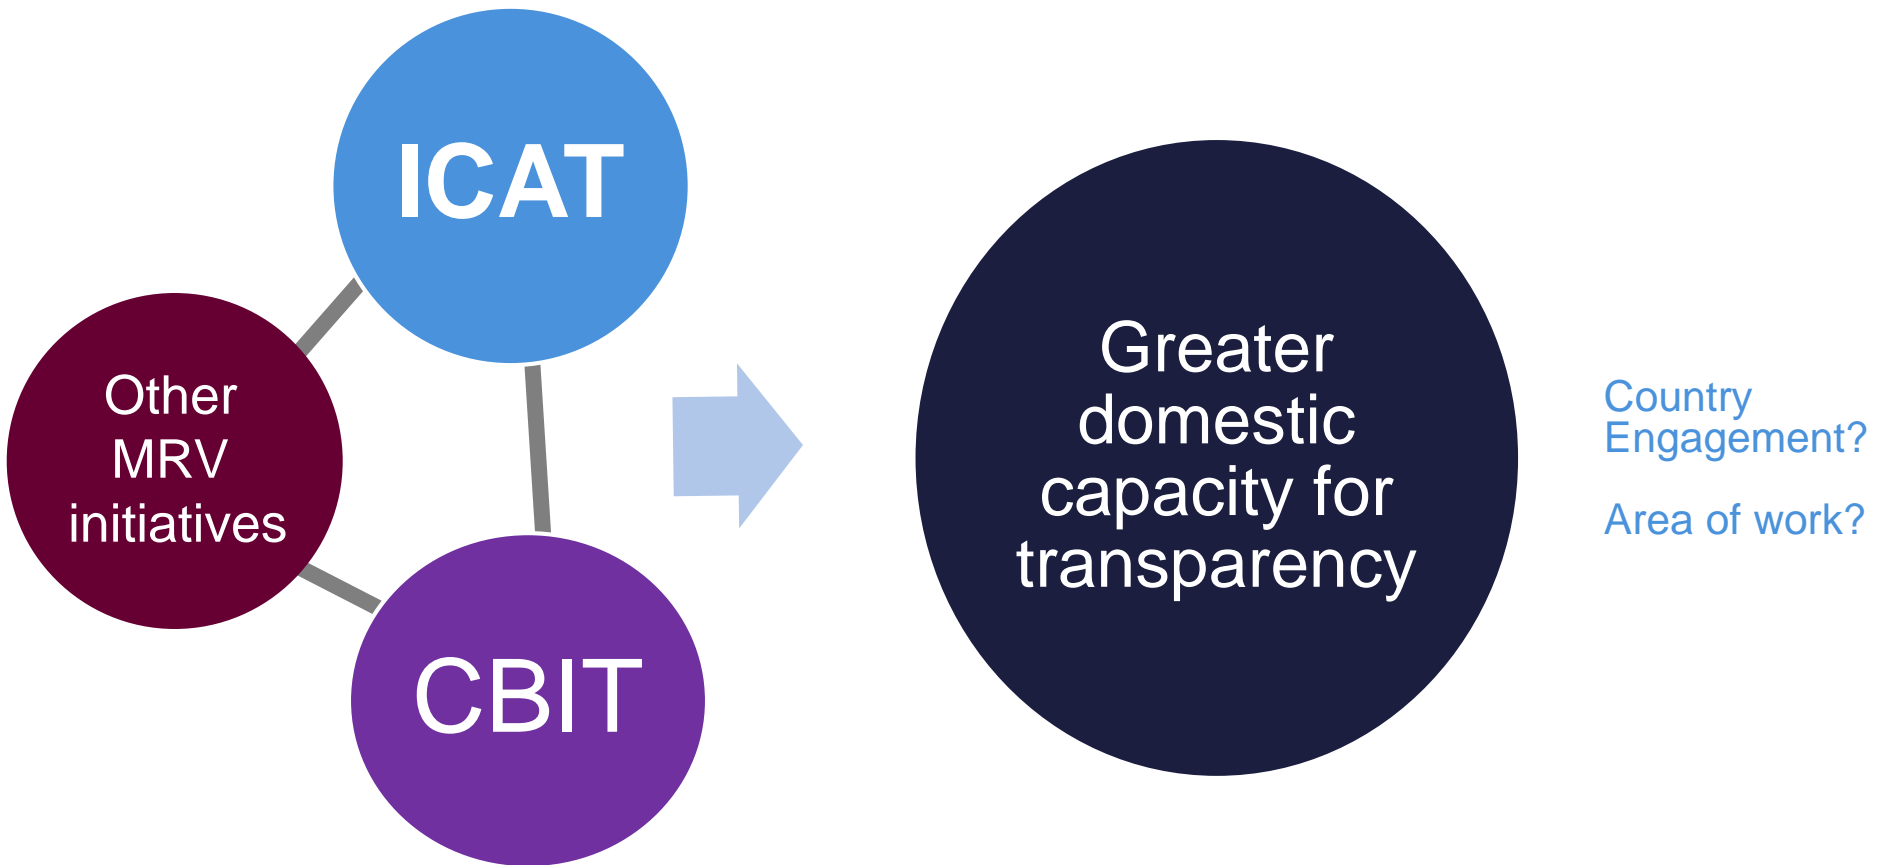 ICAT
Other
MRV
initiatives
CBIT
Greater
domestic
capacity for
transparency
Country
Engagement?
Area of work?